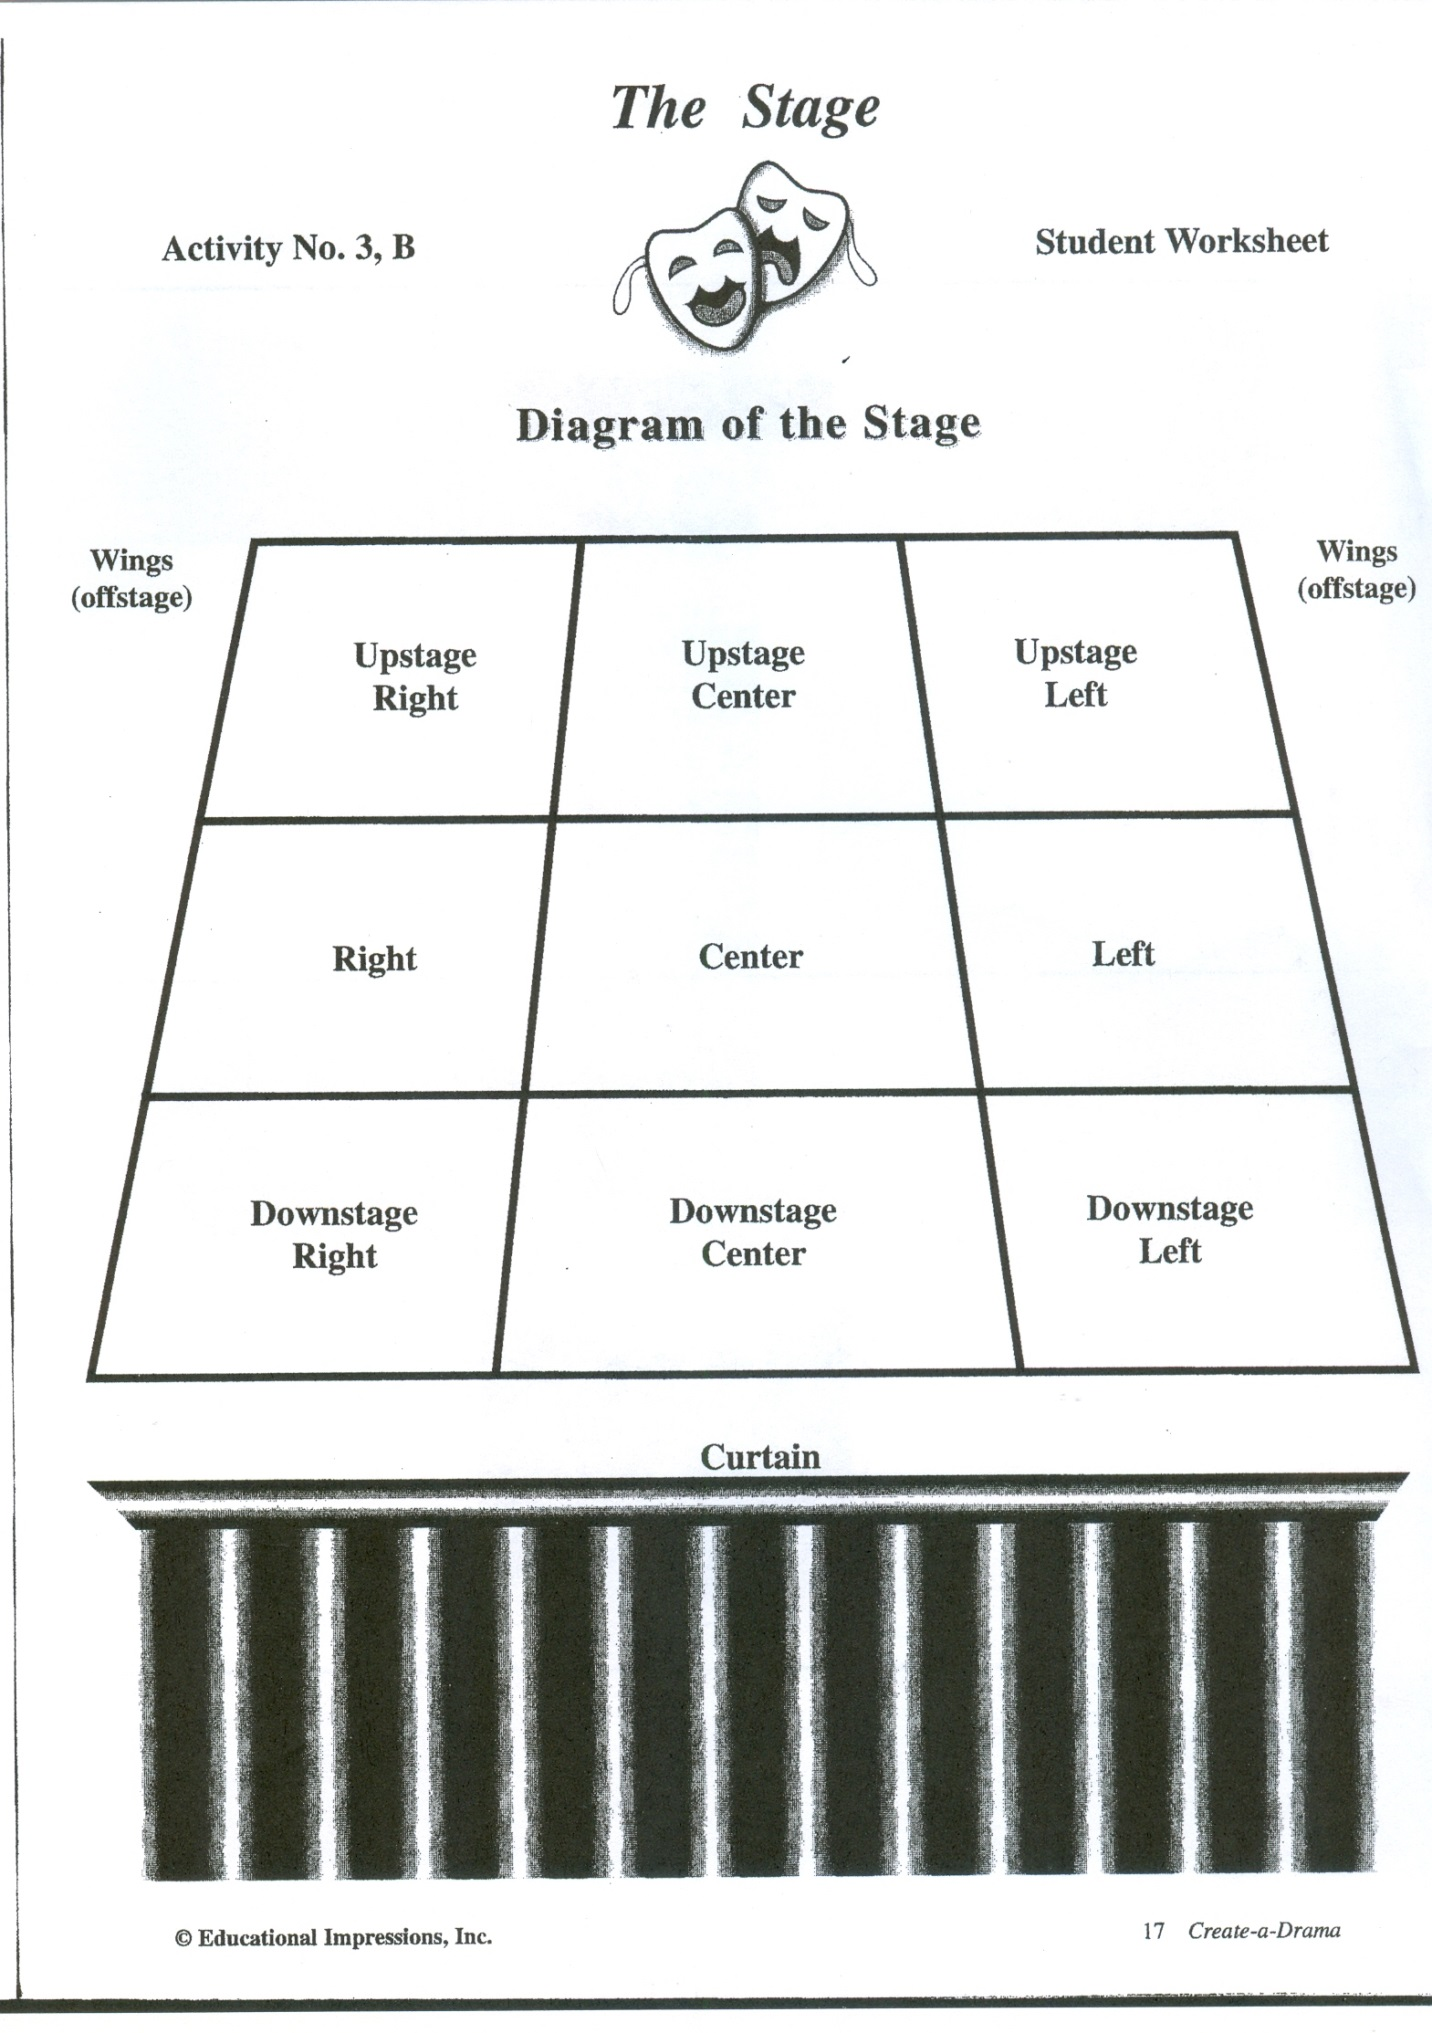 The Stage
Activity No. 3, B
Student Worksheet
Diagram of the Stage
Wings
(offstage)
Wings
(offstage)
Upstage
Right
Upstage
Center
Upstage
Left
Right
Center
Left
Downstage
Right
Downstage
Center
Downstage
Left
Curtain
© Educational Impressions, Inc.
17 Create-a-Drama